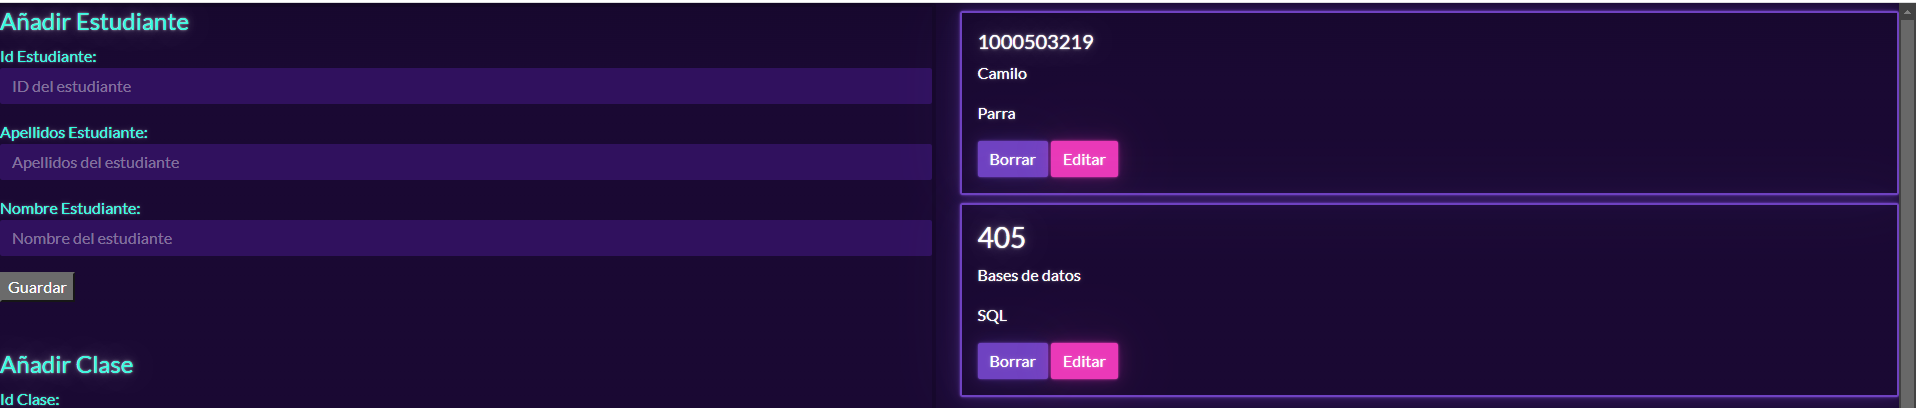 Añadir Estudiante
Id Estudiante:
ID del estudiante
Apellidos Estudiante:
Apellidos del estudiante
Nombre Estudiante:
Nombre del estudiante
Guardar
Añadir Clase
Id Clase:
1000503219
Camilo
Parra
Borrar Editar
405
Bases de datos
SQL
Borrar Editar